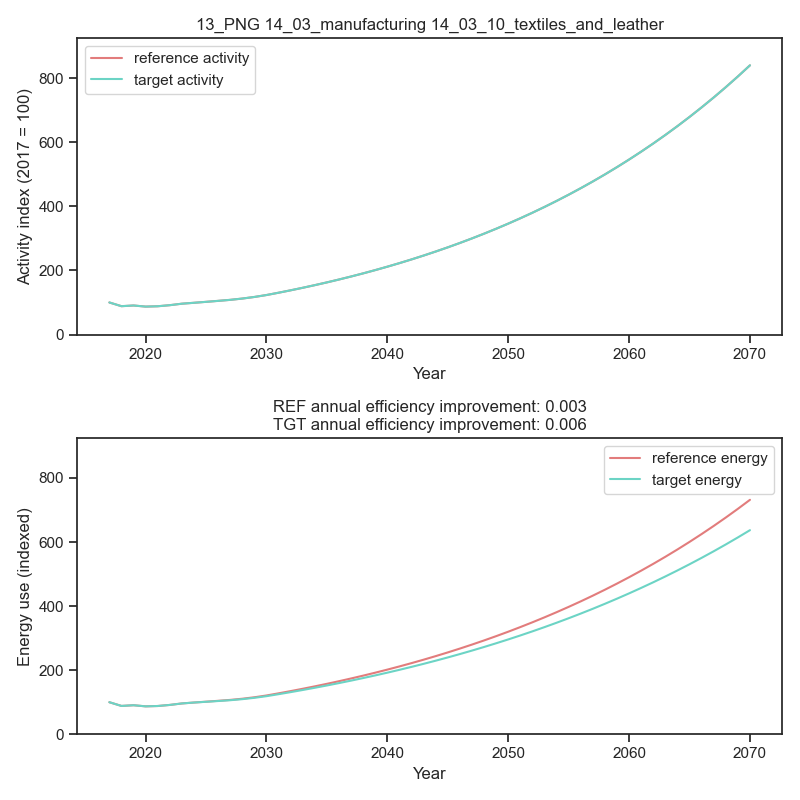 13_PNG 14_03_manufacturing 14_03_10_textiles_and_leather
reference activity
target activity
Activity index (2017 = 100)
800
600
400
200
0
2020 2030 2040 2050 2060 2070
Year
REF annual efficiency improvement: 0.003
TGT annual efficiency improvement: 0.006
reference energy
target energy
Energy use (indexed)
800
600
400
200
0
2020 2030 2040 2050 2060 2070
Year